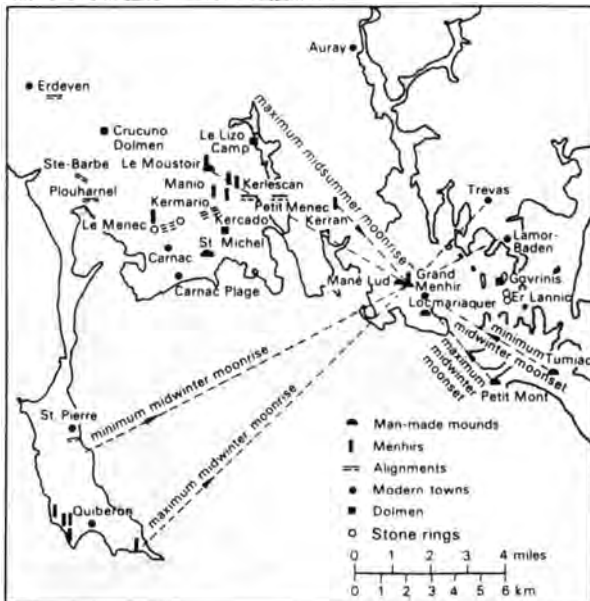 Auray
Erdeven
Crucuno
Dolmen
Le Lizo
Camp
maximum midsummer moonrise
Ste-Barbe
Le Moustoir
Plouharnel
Manio
Kerlescan
Trevas
Kermario
Petit Menec
Le Menec
Kercado
Kerran
Lamor-
Baden
St
Michel
Carnac
Mané Lud
Grand
Menhir
Govrinis
Carnac Plage
Locmariaquer
Er Lannic
minimum
midwinter
moonset
Tumiac
maximum
midwinter
moonset
Petit Mont
minimum midwinter moonrise
St. Pierre
maximum midwinter moonrise
Quiberon
Man-made mounds
Menhirs
Alignments
Modern towns
Dolmen
Stone rings
0 1 2 3 4 miles
0 1 2 3 4 5 6 km